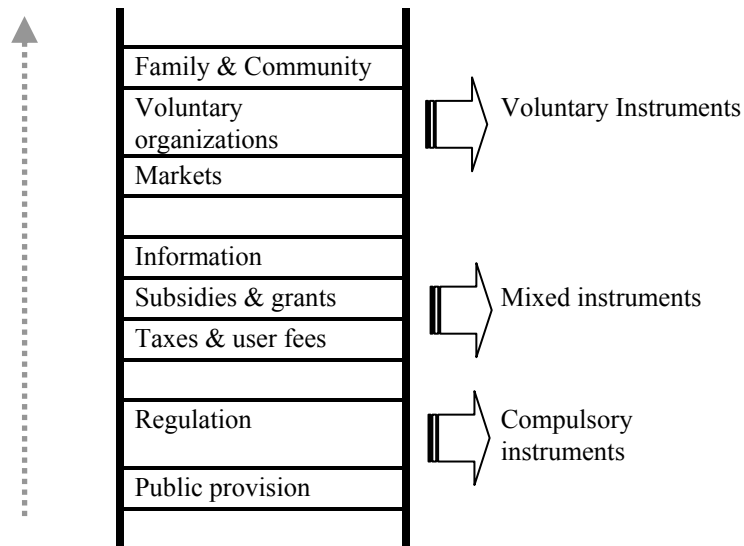 Family & Community
Voluntary
organizations
Markets
Voluntary Instruments
Information
Subsidies & grants
Taxes & user fees
Mixed instruments
Regulation
Public provision
Compulsory
instruments